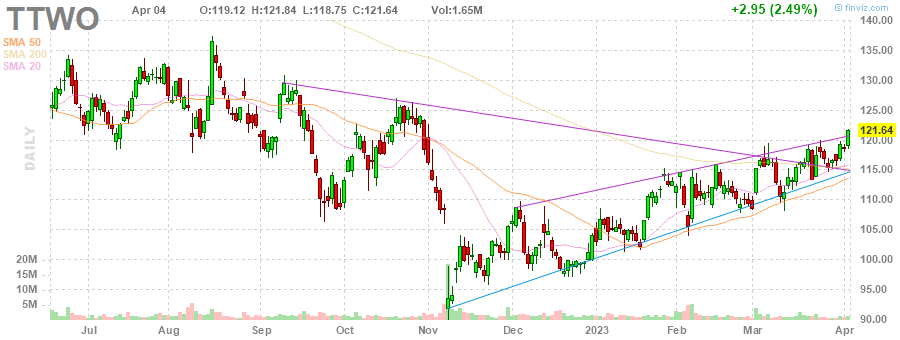 TTWO Apr 04 O:119.12 H:121.84 L:118.75 C:121.64 Vol:1.65M +2.95 (2.49%) @ finviz.com
SMA 50
SMA 200
SMA 20
DAILY
140.00
135.00
130.00
125.00
121.64
120.00
115.00
110.00
105.00
100.00
95.00
90.00
20M
15M
10M
5M
Jul Aug Sep Oct Nov Dec 2023 Feb Mar Apr